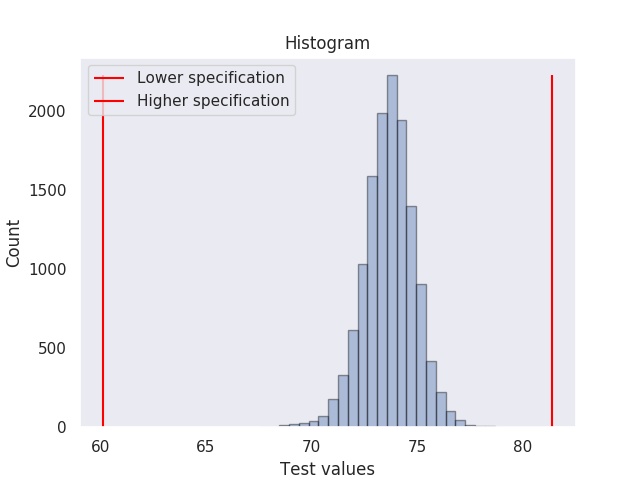 Histogram
Lower specification
Higher specification
2000
1500
1000
500
0
Count
60 65 70 75 80
Test values